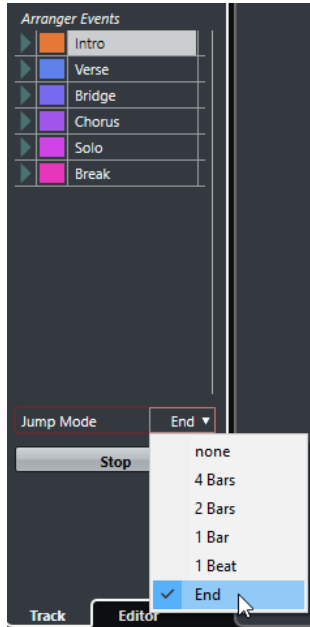 Arranger Events
Intro
Verse
Bridge
Chorus
Solo
Break
Jump Mode End
Stop
none
4 Bars
2 Bars
1 Bar
1 Beat
End
Track Editor